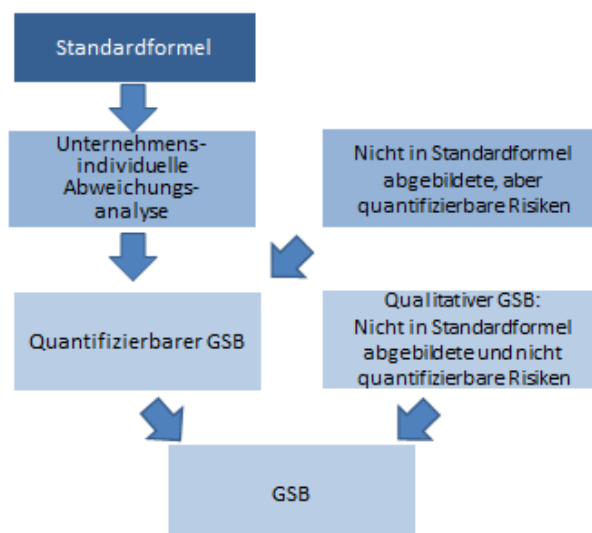 Standardformel
Unternehmens-
individuelle
Abweichungs-
analyse
Nicht in Standardformel
abgebildete, aber
quantifizierbare Risiken
Quantifizierbarer GSB
Qualitativer GSB:
Nicht in Standardformel
abgebildete und nicht
quantifizierbare Risiken
GSB